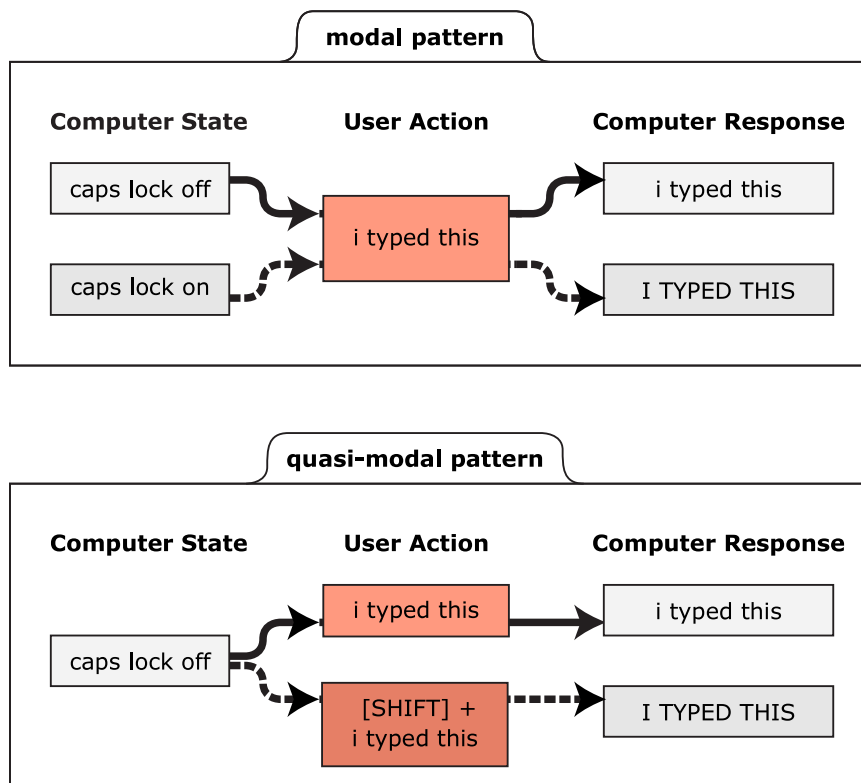 modal pattern
Computer State User Action Computer Response
caps lock off
i typed this
i typed this
caps lock on
I TYPED THIS
quasi-modal pattern
Computer State User Action Computer Response
i typed this
i typed this
caps lock off
[SHIFT] +
i typed this
I TYPED THIS